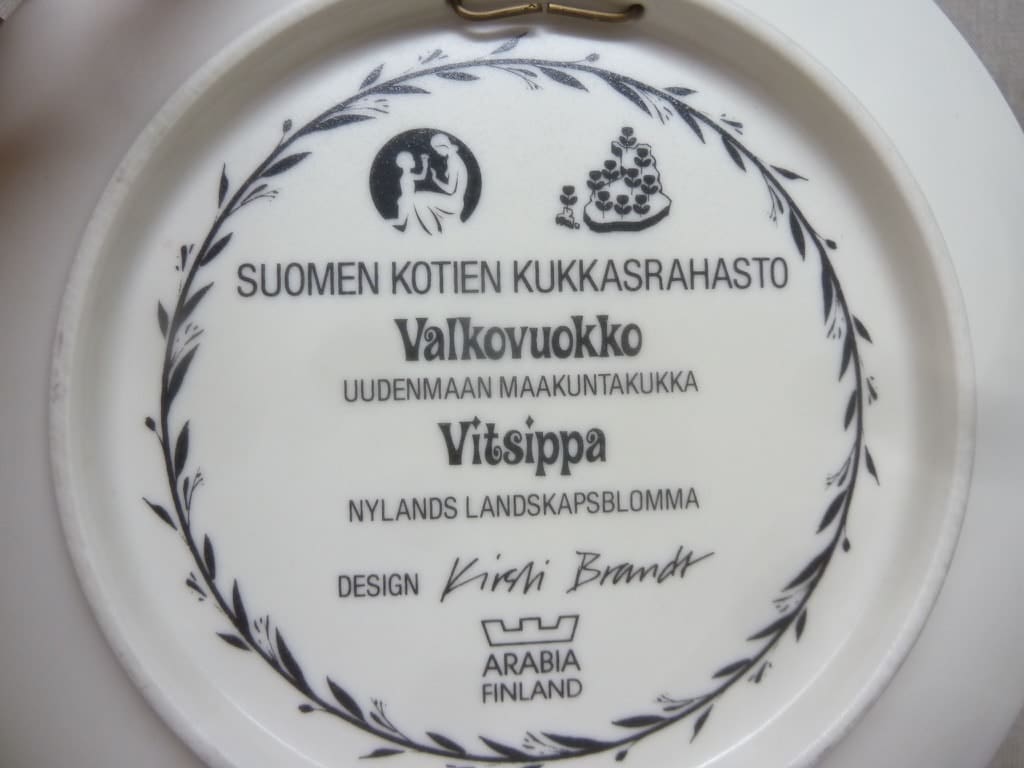 SUOMEN KOTIEN KUKKASRAHASTO
Valkovuokko
UUDENMAAN MAAKUNTAKUKKA
Vitsippa
NYLANDS LANDSKAPSBLOMMA
DESIGN Kirsti Brandt
ARABIA
FINLAND